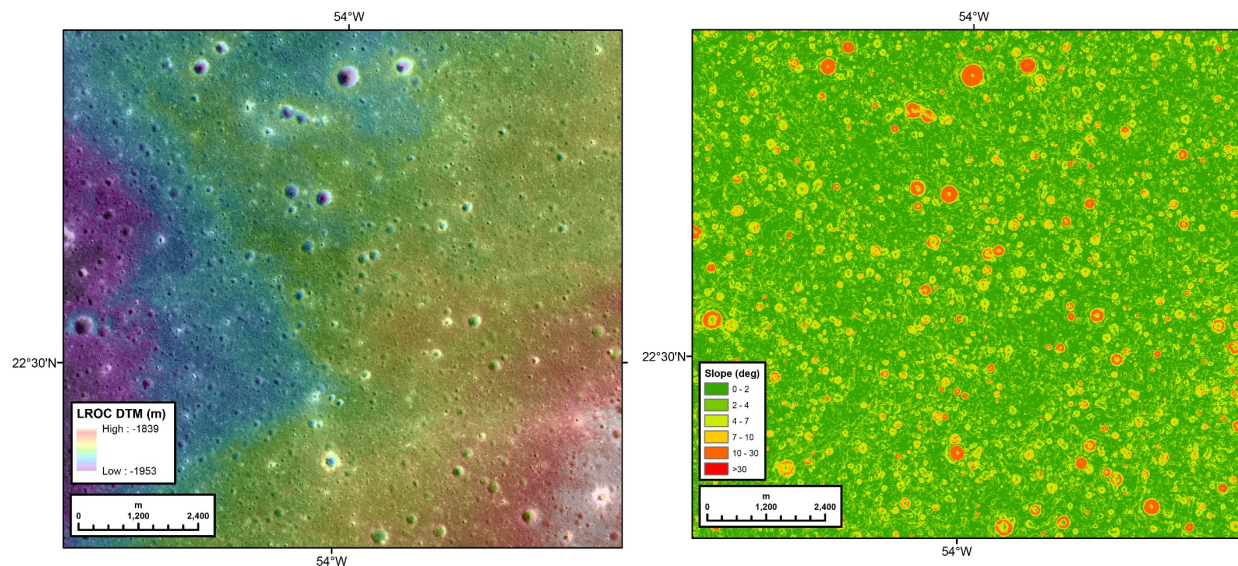 54°W
22°30'N
LROC DTM (m)
High : -1839
Low : -1953
m
0 1,200 2,400
54°W
54°W
22°30'N
Slope (deg)
0 - 2
2 - 4
4 - 7
7 - 10
10 - 30
>30
m
0 1,200 2,400
54°W